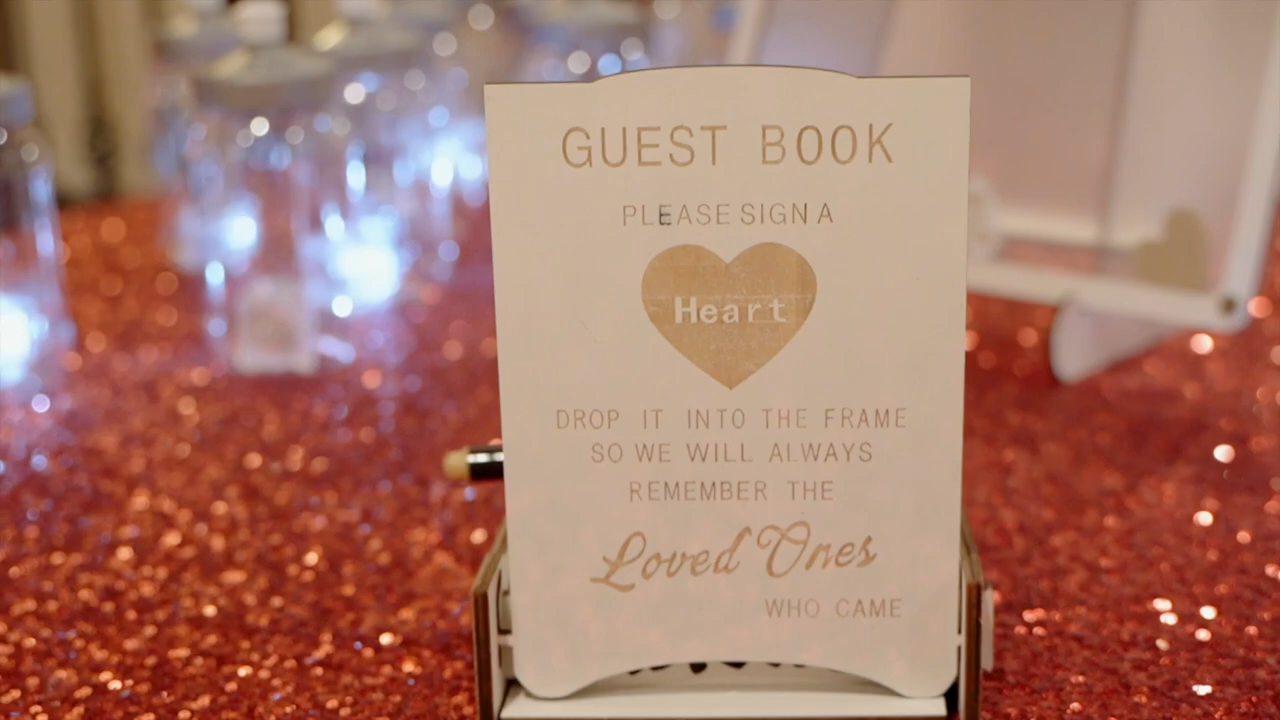 GUEST BOOK
PLEASE SIGN A
Heart
DROP IT INTO THE FRAME
SO WE WILL ALWAYS
REMEMBER THE
Loved Ones
WHO CAME